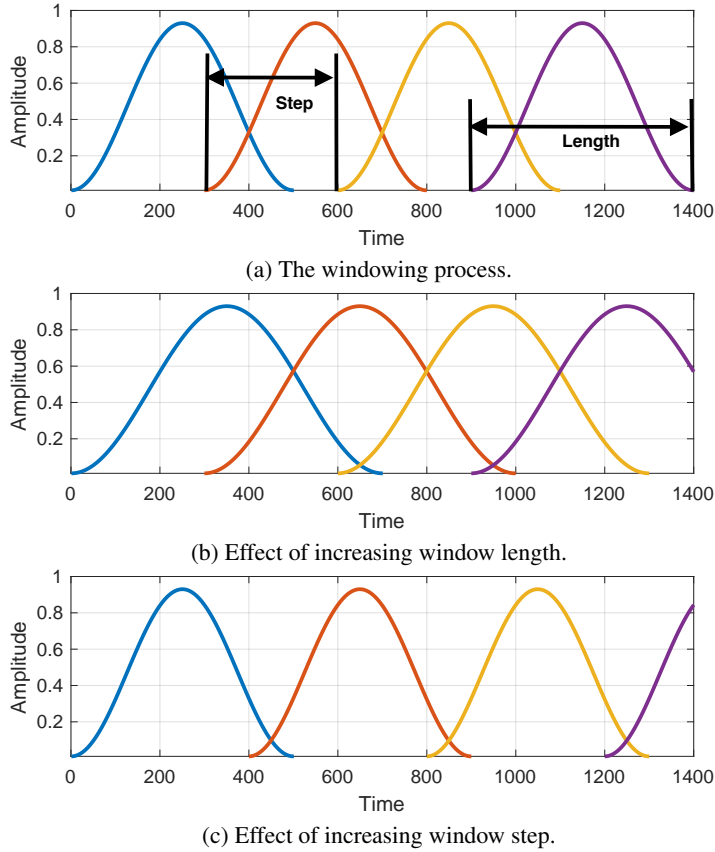 1
0.8
0.6
0.4
0.2
Amplitude
Step
Length
0 200 400 600 800 1000 1200 1400
Time
(a) The windowing process.
1
0.8
0.6
0.4
0.2
Amplitude
0 200 400 600 800 1000 1200 1400
Time
(b) Effect of increasing window length.
1
0.8
0.6
0.4
0.2
Amplitude
0 200 400 600 800 1000 1200 1400
Time
(c) Effect of increasing window step.